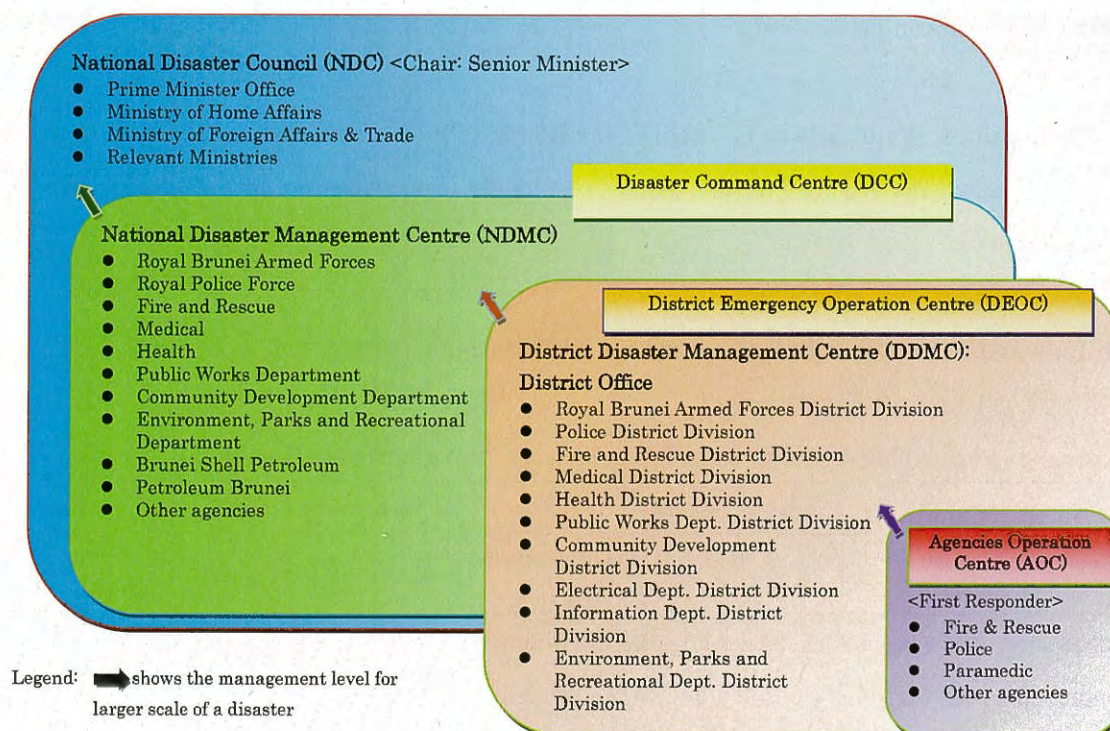 National Disaster Council (NDC) <Chair: Senior Minister>
● Prime Minister Office
● Ministry of Home Affairs
● Ministry of Foreign Affairs & Trade
● Relevant Ministries
Disaster Command Centre (DCC)
National Disaster Management Centre (NDMC)
● Royal Brunei Armed Forces
● Royal Police Force
● Fire and Rescue
● Medical
● Health
● Public Works Department
● Community Development Department
● Environment, Parks and Recreational
Department
● Brunei Shell Petroleum
● Petroleum Brunei
● Other agencies
District Emergency Operation Centre (DEOC)
District Disaster Management Centre (DDMC):
District Office
● Royal Brunei Armed Forces District Division
● Police District Division
● Fire and Rescue District Division
● Medical District Division
● Health District Division
● Public Works Dept. District Division
● Community Development
District Division
● Electrical Dept. District Division
● Information Dept. District
Division
● Environment, Parks and
Recreational Dept. District
Division
Agencies Operation
Centre (AOC)
<First Responder>
● Fire & Rescue
● Police
● Paramedic
● Other agencies
Legend: shows the management level for
larger scale of a disaster